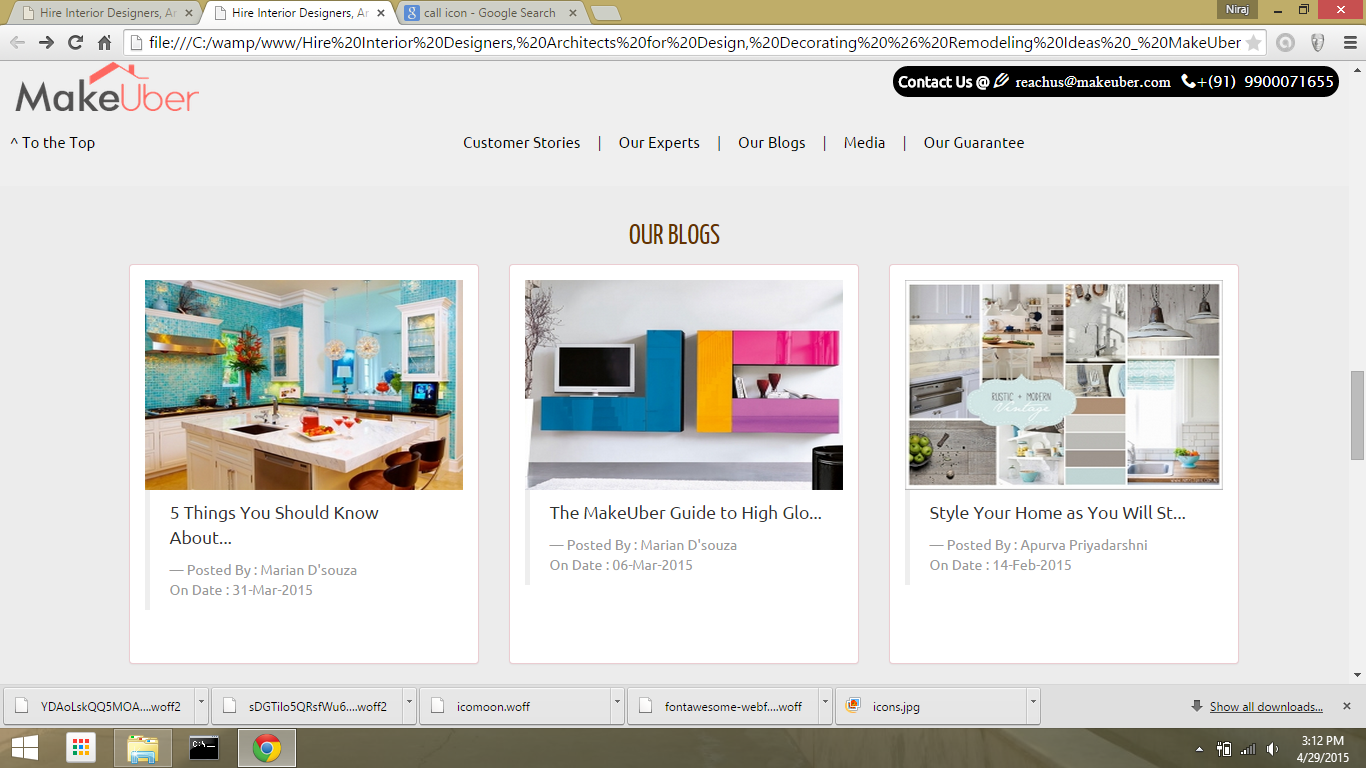 Hire Interior Designers, Ar
Hire Interior Designers, Ar
call icon - Google Search
Niraj
file:///C:/wamp/www/Hire%20Interior%20Designers,%20Architects%20for%20Design,%20Decorating%20%26%20Remodeling%20Ideas%20_%20MakeUber
MakeUber
Contact Us @ reachus@makeuber.com +(91) 9900071655
^ To the Top
Customer Stories | Our Experts | Our Blogs | Media | Our Guarantee
OUR BLOGS
RUSTIC + MODERN
Vintage
5 Things You Should Know
About...
— Posted By : Marian D'souza
On Date : 31-Mar-2015
The MakeUber Guide to High Glo...
— Posted By : Marian D'souza
On Date : 06-Mar-2015
Style Your Home as You Will St...
— Posted By : Apurva Priyadarshni
On Date : 14-Feb-2015
YDAoLskQQ5MOA....woff2
sDGTilo5QRsfWu6....woff2
icomoon.woff
fontawesome-webf....woff
icons.jpg
Show all downloads...
C:\
3:12 PM
4/29/2015